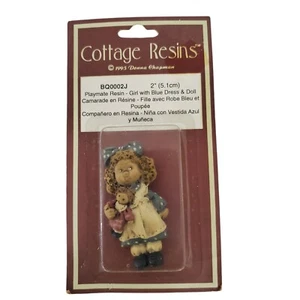 Cottage Resins™
©1993 Donna Chapman
BQ0002J 2" (5.1cm)
Playmate Resin - Girl with Blue Dress & Doll
Camarade en Résine - Fille avec Robe Bleu et
Poupée
Compañero en Resina - Niña con Vestida Azul
y Muñeca